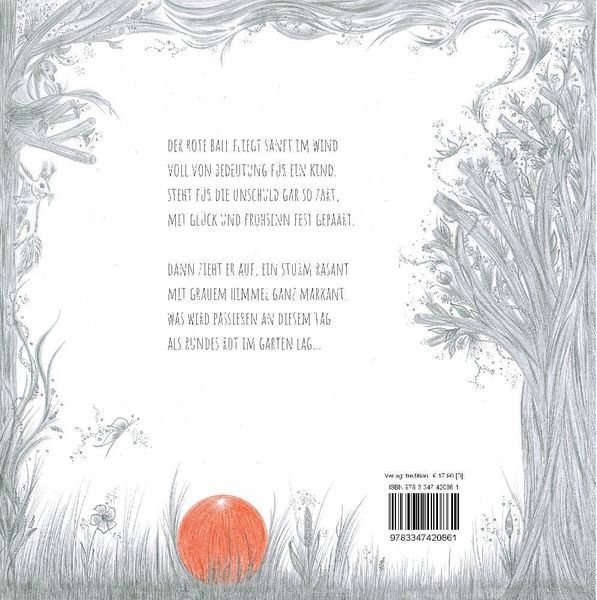 DER ROTE BALL FLIEGT SANFT IM WIND
VOLL VON BEDEUTUNG FÜR EIN KIND.
STEHT FÜR DIE UNSCHULD GAR SO ZART,
MIT GLÜCK UND FROHSINN FEST GEPAART.
DANN ZIEHT ER AUF, EIN STURM RASANT
MIT GRAUEM HIMMEL GANZ MARKANT.
WAS WIRD PASSIEREN AN DIESEM TAG
ALS RUNDES ROT IM GARTEN LAG...
Verlag: tredition € 17.90 [D]
ISBN 978 3 347 42086 1
9783347420861